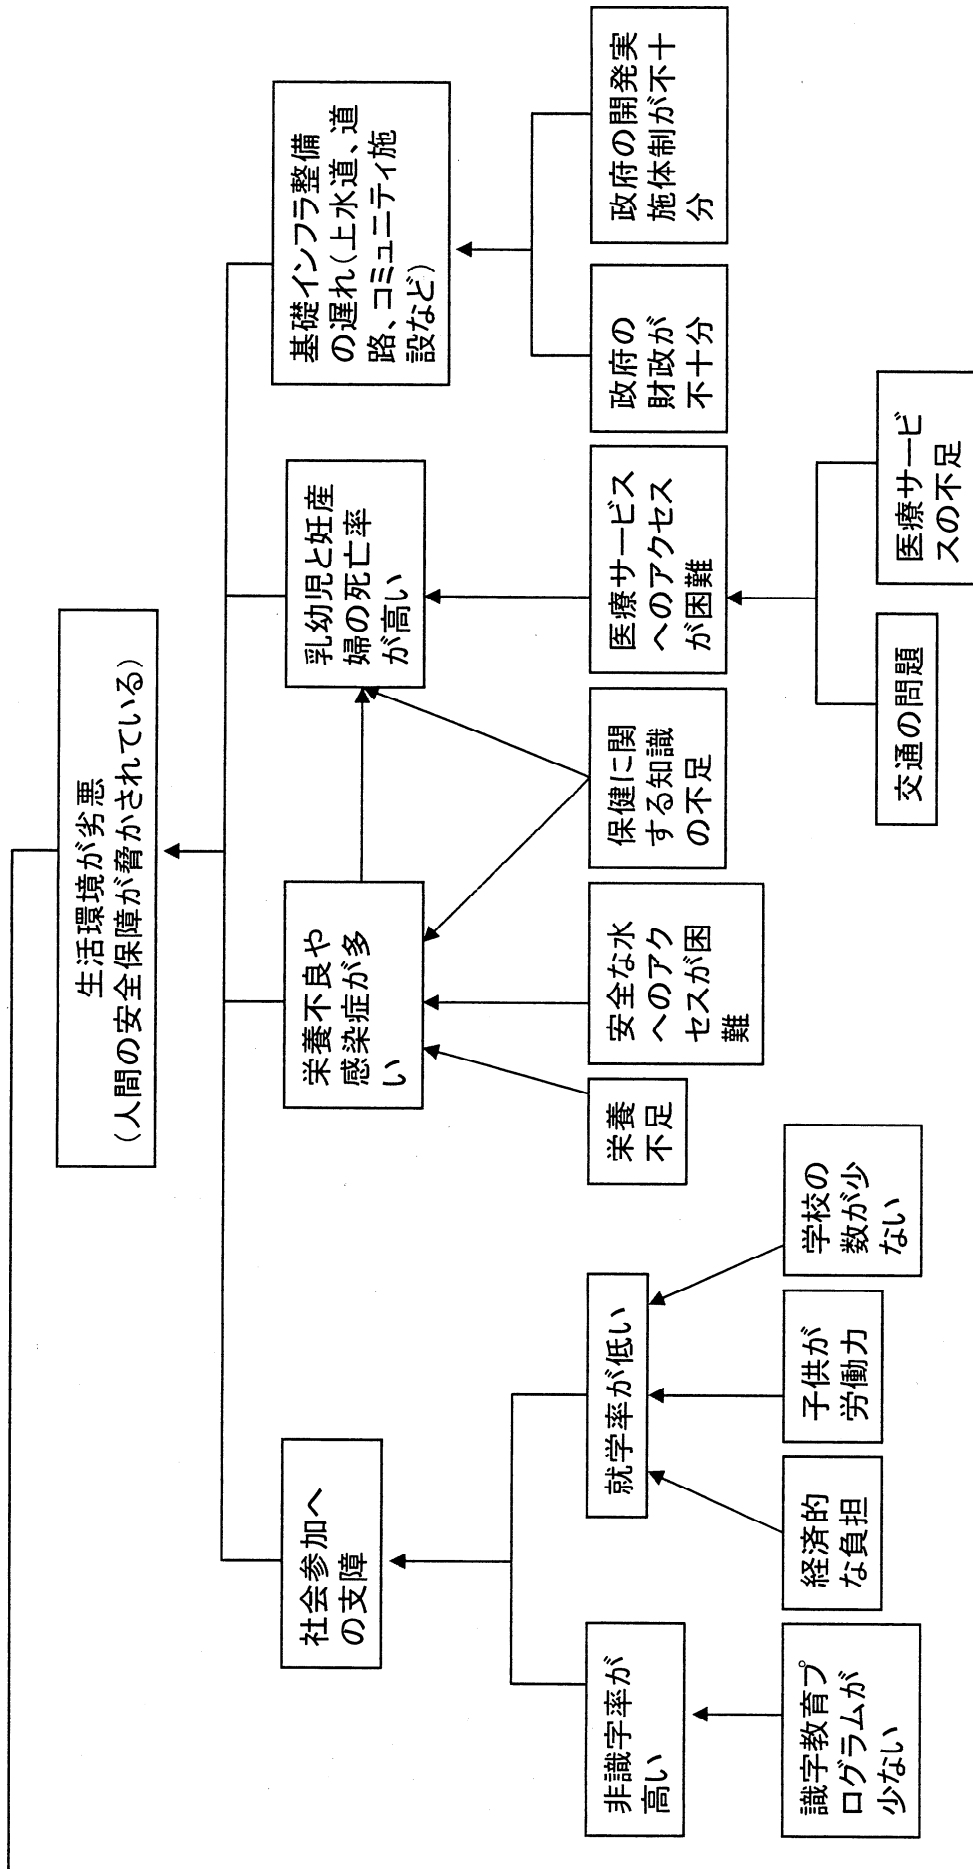 生活環境が劣悪
(人間の安全保障が脅かされている)
社会参加へ
の支障
栄養不良や
感染症が多
い
乳幼児と妊産
婦の死亡率
が高い
基礎インフラ整備
の遅れ(上水道、道
路、コミュニティ施
設など)
非識字率が
高い
就学率が低い
栄養
不足
安全な水
へのアク
セスが困
難
保健に関
する知識
の不足
医療サービス
へのアクセス
が困難
政府の
財政が
不十分
政府の開発実
施体制が不十
分
識字教育プ
ログラムが
少ない
経済的
な負担
子供が
労働力
学校の
数が少
ない
交通の問題
医療サービ
スの不足